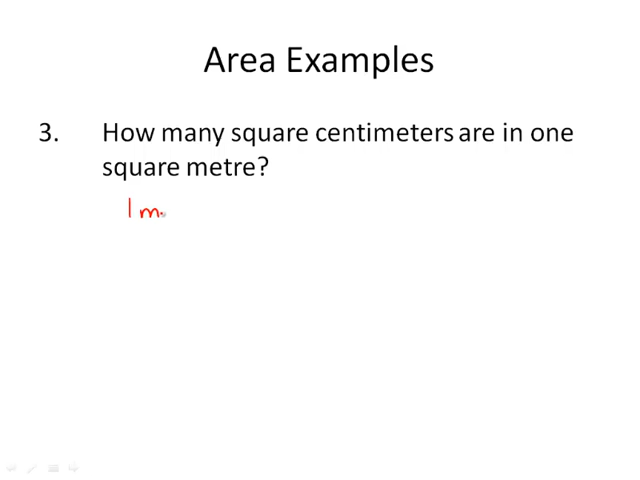 Area Examples
3. How many square centimeters are in one
square metre?
1 m